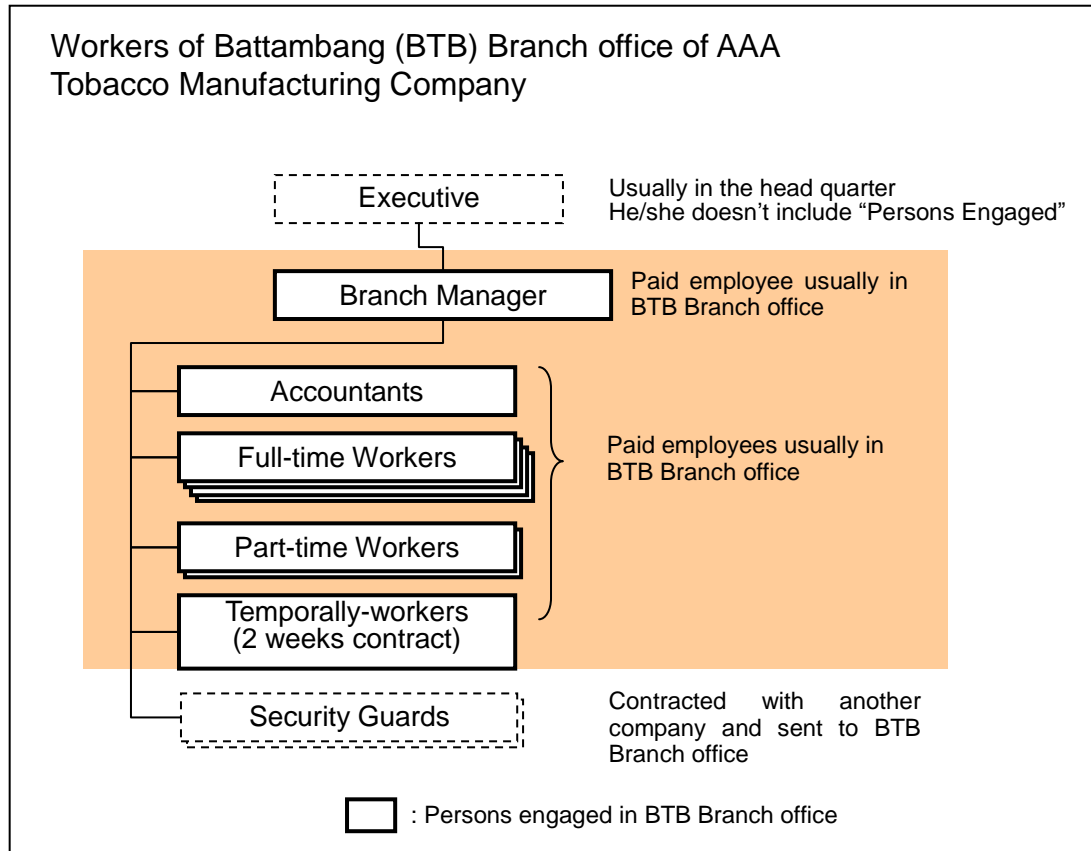 Workers of Battambang (BTB) Branch office of AAA
Tobacco Manufacturing Company
Executive
Usually in the head quarter
He/she doesn't include “Persons Engaged”
Branch Manager
Paid employee usually in
BTB Branch office
Accountants
Full-time Workers
Paid employees usually in
BTB Branch office
Part-time Workers
Temporally-workers
(2 weeks contract)
Security Guards
Contracted with another
company and sent to BTB
Branch office
: Persons engaged in BTB Branch office